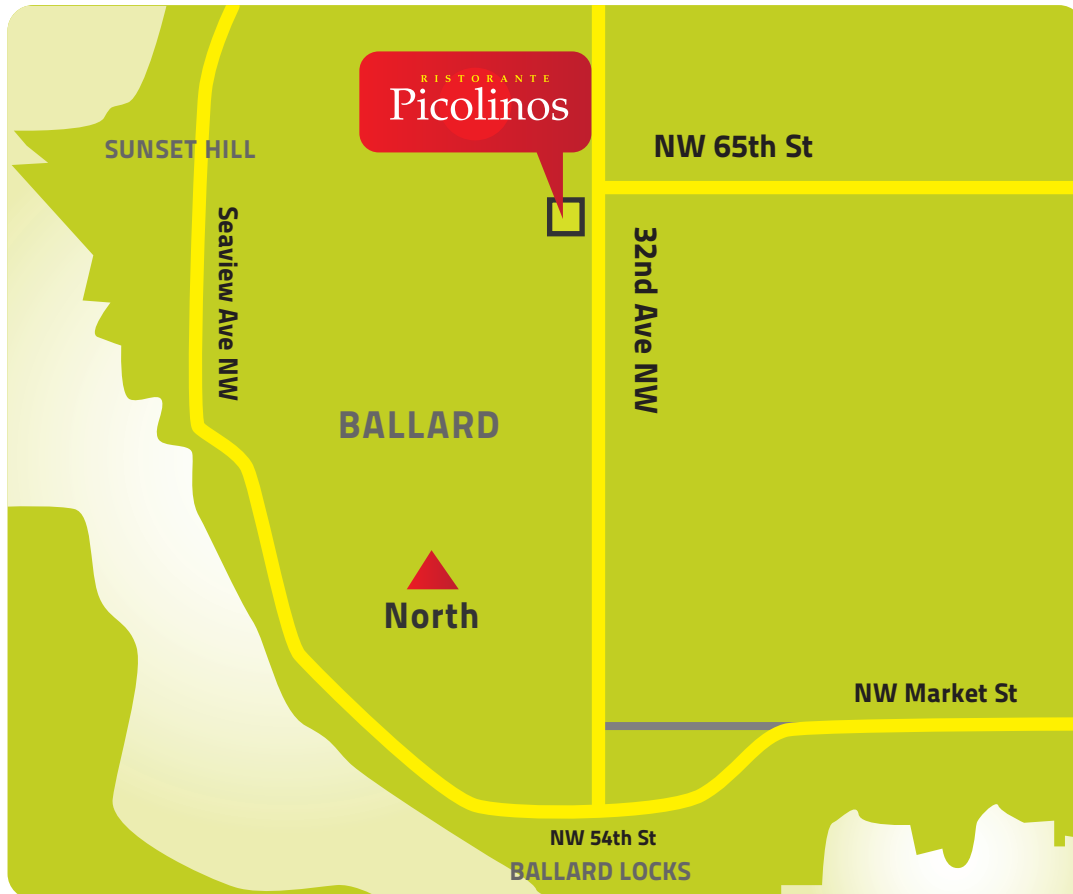 RISTORANTE
Picolinos
SUNSET HILL
NW 65th St
Seaview Ave NW
32nd Ave NW
BALLARD
North
NW Market St
NW 54th St
BALLARD LOCKS